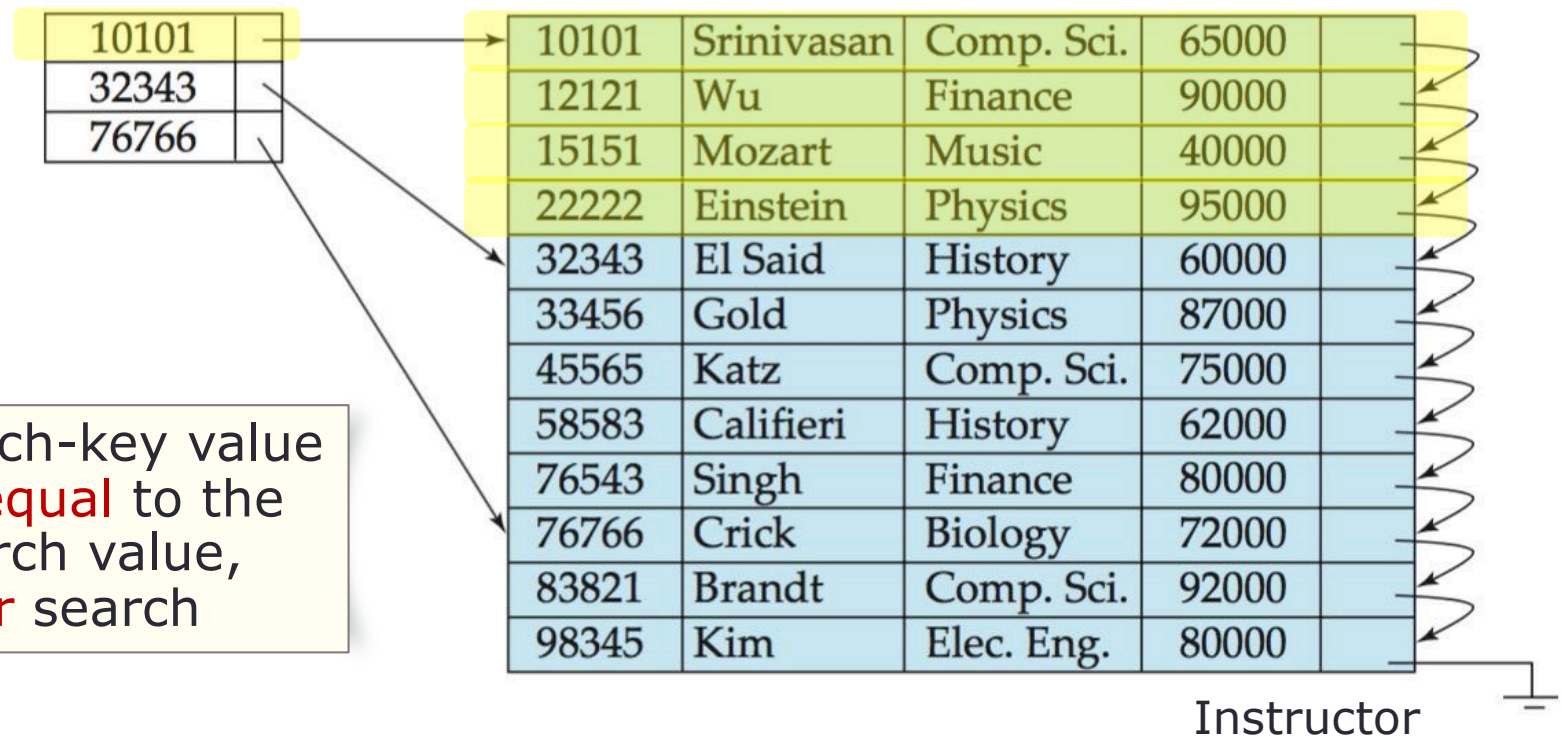 10101
32343
76766
10101 Srinivasan Comp. Sci. 65000
12121 Wu Finance 90000
15151 Mozart Music 40000
22222 Einstein Physics 95000
32343 El Said History 60000
33456 Gold Physics 87000
45565 Katz Comp. Sci. 75000
58583 Califieri History 62000
76543 Singh Finance 80000
76766 Crick Biology 72000
83821 Brandt Comp. Sci. 92000
98345 Kim Elec. Eng. 80000
key value
equal to the
value,
search
Instructor